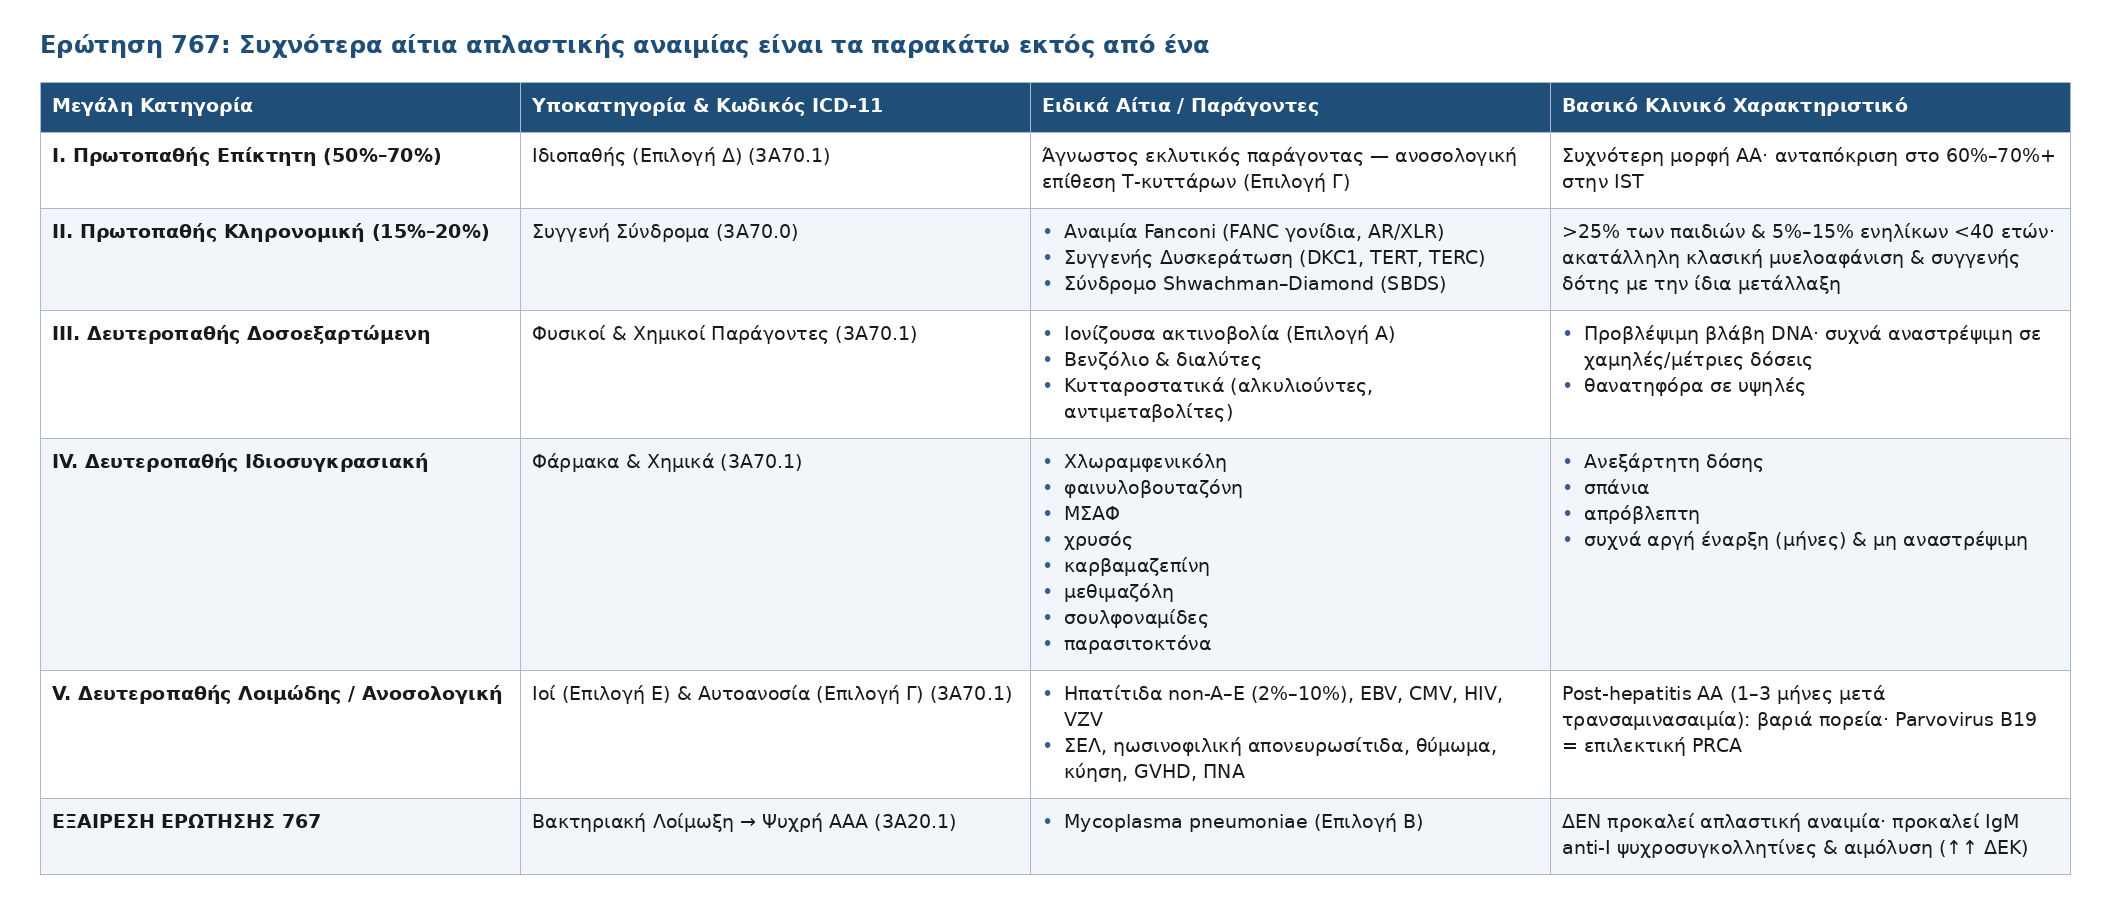 Ερώτηση 767: Συχνότερα αίτια απλαστικής αναιμίας είναι τα παρακάτω εκτός από ένα
Μεγάλη Κατηγορία
Υποκατηγορία & Κωδικός ICD-11
Ειδικά Αίτια / Παράγοντες
Βασικό Κλινικό Χαρακτηριστικό
I. Πρωτοπαθής Επίκτητη (50%–70%)
Ιδιοπαθής (Επιλογή Δ) (3A70.1)
Άγνωστος εκλυτικός παράγοντας — ανοσολογική
επίθεση Τ-κυττάρων (Επιλογή Γ)
Συχνότερη μορφή ΑΑ· ανταπόκριση στο 60%–70%+
στην IST
II. Πρωτοπαθής Κληρονομική (15%–20%)
Συγγενή Σύνδρομα (3A70.0)
• Αναιμία Fanconi (FANC γονίδια, AR/XLR)
• Συγγενής Δυσκεράτωση (DKC1, TERT, TERC)
• Σύνδρομο Shwachman–Diamond (SBDS)
>25% των παιδιών & 5%–15% ενηλίκων <40 ετών·
ακατάλληλη κλασική μυελοαφάνιση & συγγενής
δότης με την ίδια μετάλλαξη
III. Δευτεροπαθής Δοσοεξαρτώμενη
Φυσικοί & Χημικοί Παράγοντες (3A70.1)
• Ιονίζουσα ακτινοβολία (Επιλογή Α)
• Βενζόλιο & διαλύτες
• Κυτταροστατικά (αλκυλιούντες,
αντιμεταβολίτες)
• Προβλέψιμη βλάβη DNA· συχνά αναστρέψιμη σε
χαμηλές/μέτριες δόσεις
• θανατηφόρα σε υψηλές
IV. Δευτεροπαθής Ιδιοσυγκρασιακή
Φάρμακα & Χημικά (3A70.1)
• Χλωραμφενικόλη
• φαινυλοβουταζόνη
• ΜΣΑΦ
• χρυσός
• καρβαμαζεπίνη
• μεθιμαζόλη
• σουλφοναμίδες
• παρασιτοκτόνα
• Ανεξάρτητη δόσης
• σπάνια
• απρόβλεπτη
• συχνά αργή έναρξη (μήνες) & μη αναστρέψιμη
V. Δευτεροπαθής Λοιμώδης / Ανοσολογική
Ιοί (Επιλογή Ε) & Αυτοανοσία (Επιλογή Γ) (3A70.1)
• Ηπατίτιδα non-A–E (2%–10%), EBV, CMV, HIV,
VZV
• ΣΕΛ, ηωσινοφιλική απονευρωσίτιδα, θύμωμα,
κύηση, GVHD, ΠΝΑ
Post-hepatitis AA (1–3 μήνες μετά
τρανσαμινασαιμία): βαριά πορεία· Parvovirus B19
= επιλεκτική PRCA
ΕΞΑΙΡΕΣΗ ΕΡΩΤΗΣΗΣ 767
Βακτηριακή Λοίμωξη → Ψυχρή ΑΑΑ (3A20.1)
• Mycoplasma pneumoniae (Επιλογή Β)
ΔΕΝ προκαλεί απλαστική αναιμία· προκαλεί IgM
anti-I ψυχροσυγκολλητίνες & αιμόλυση (↑↑ ΔΕΚ)